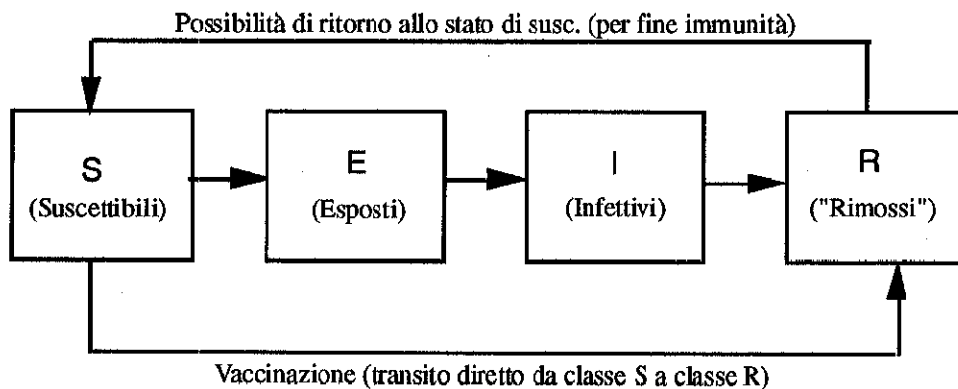 Possibilità di ritorno allo stato di susc. (per fine immunità)
S
(Suscettibili)
E
(Esposti)
I
(Infettivi)
R
("Rimossi")
Vaccinazione (transito diretto da classe S a classe R)